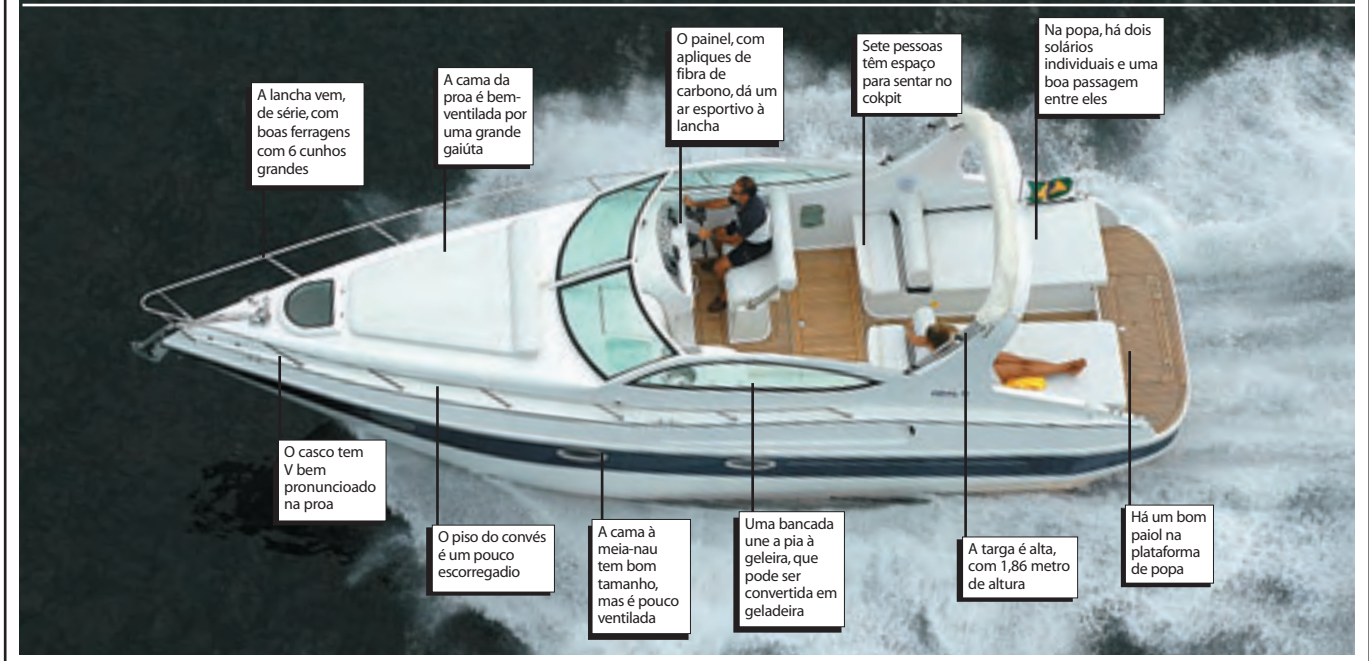 A lancha vem,
de série, com
boas ferragens
com 6 cunhos
grandes
A cama da
proa é bem-
ventilada por
uma grande
gaiúta
O painel, com
apliques de
fibra de
carbono, dá um
ar esportivo à
lancha
Sete pessoas
têm espaço
para sentar no
cokpit
Na popa, há dois
solários
individuais e uma
boa passagem
entre eles
O casco tem
V bem
pronuncioado
na proa
O piso do convés
é um pouco
escorregadio
A cama à
meia-nau
tem bom
tamanho,
mas é pouco
ventilada
Uma bancada
une a pia à
geleira, que
pode ser
convertida em
geladeira
A targa é alta,
com 1,86 metro
de altura
Há um bom
paiol na
plataforma
de popa